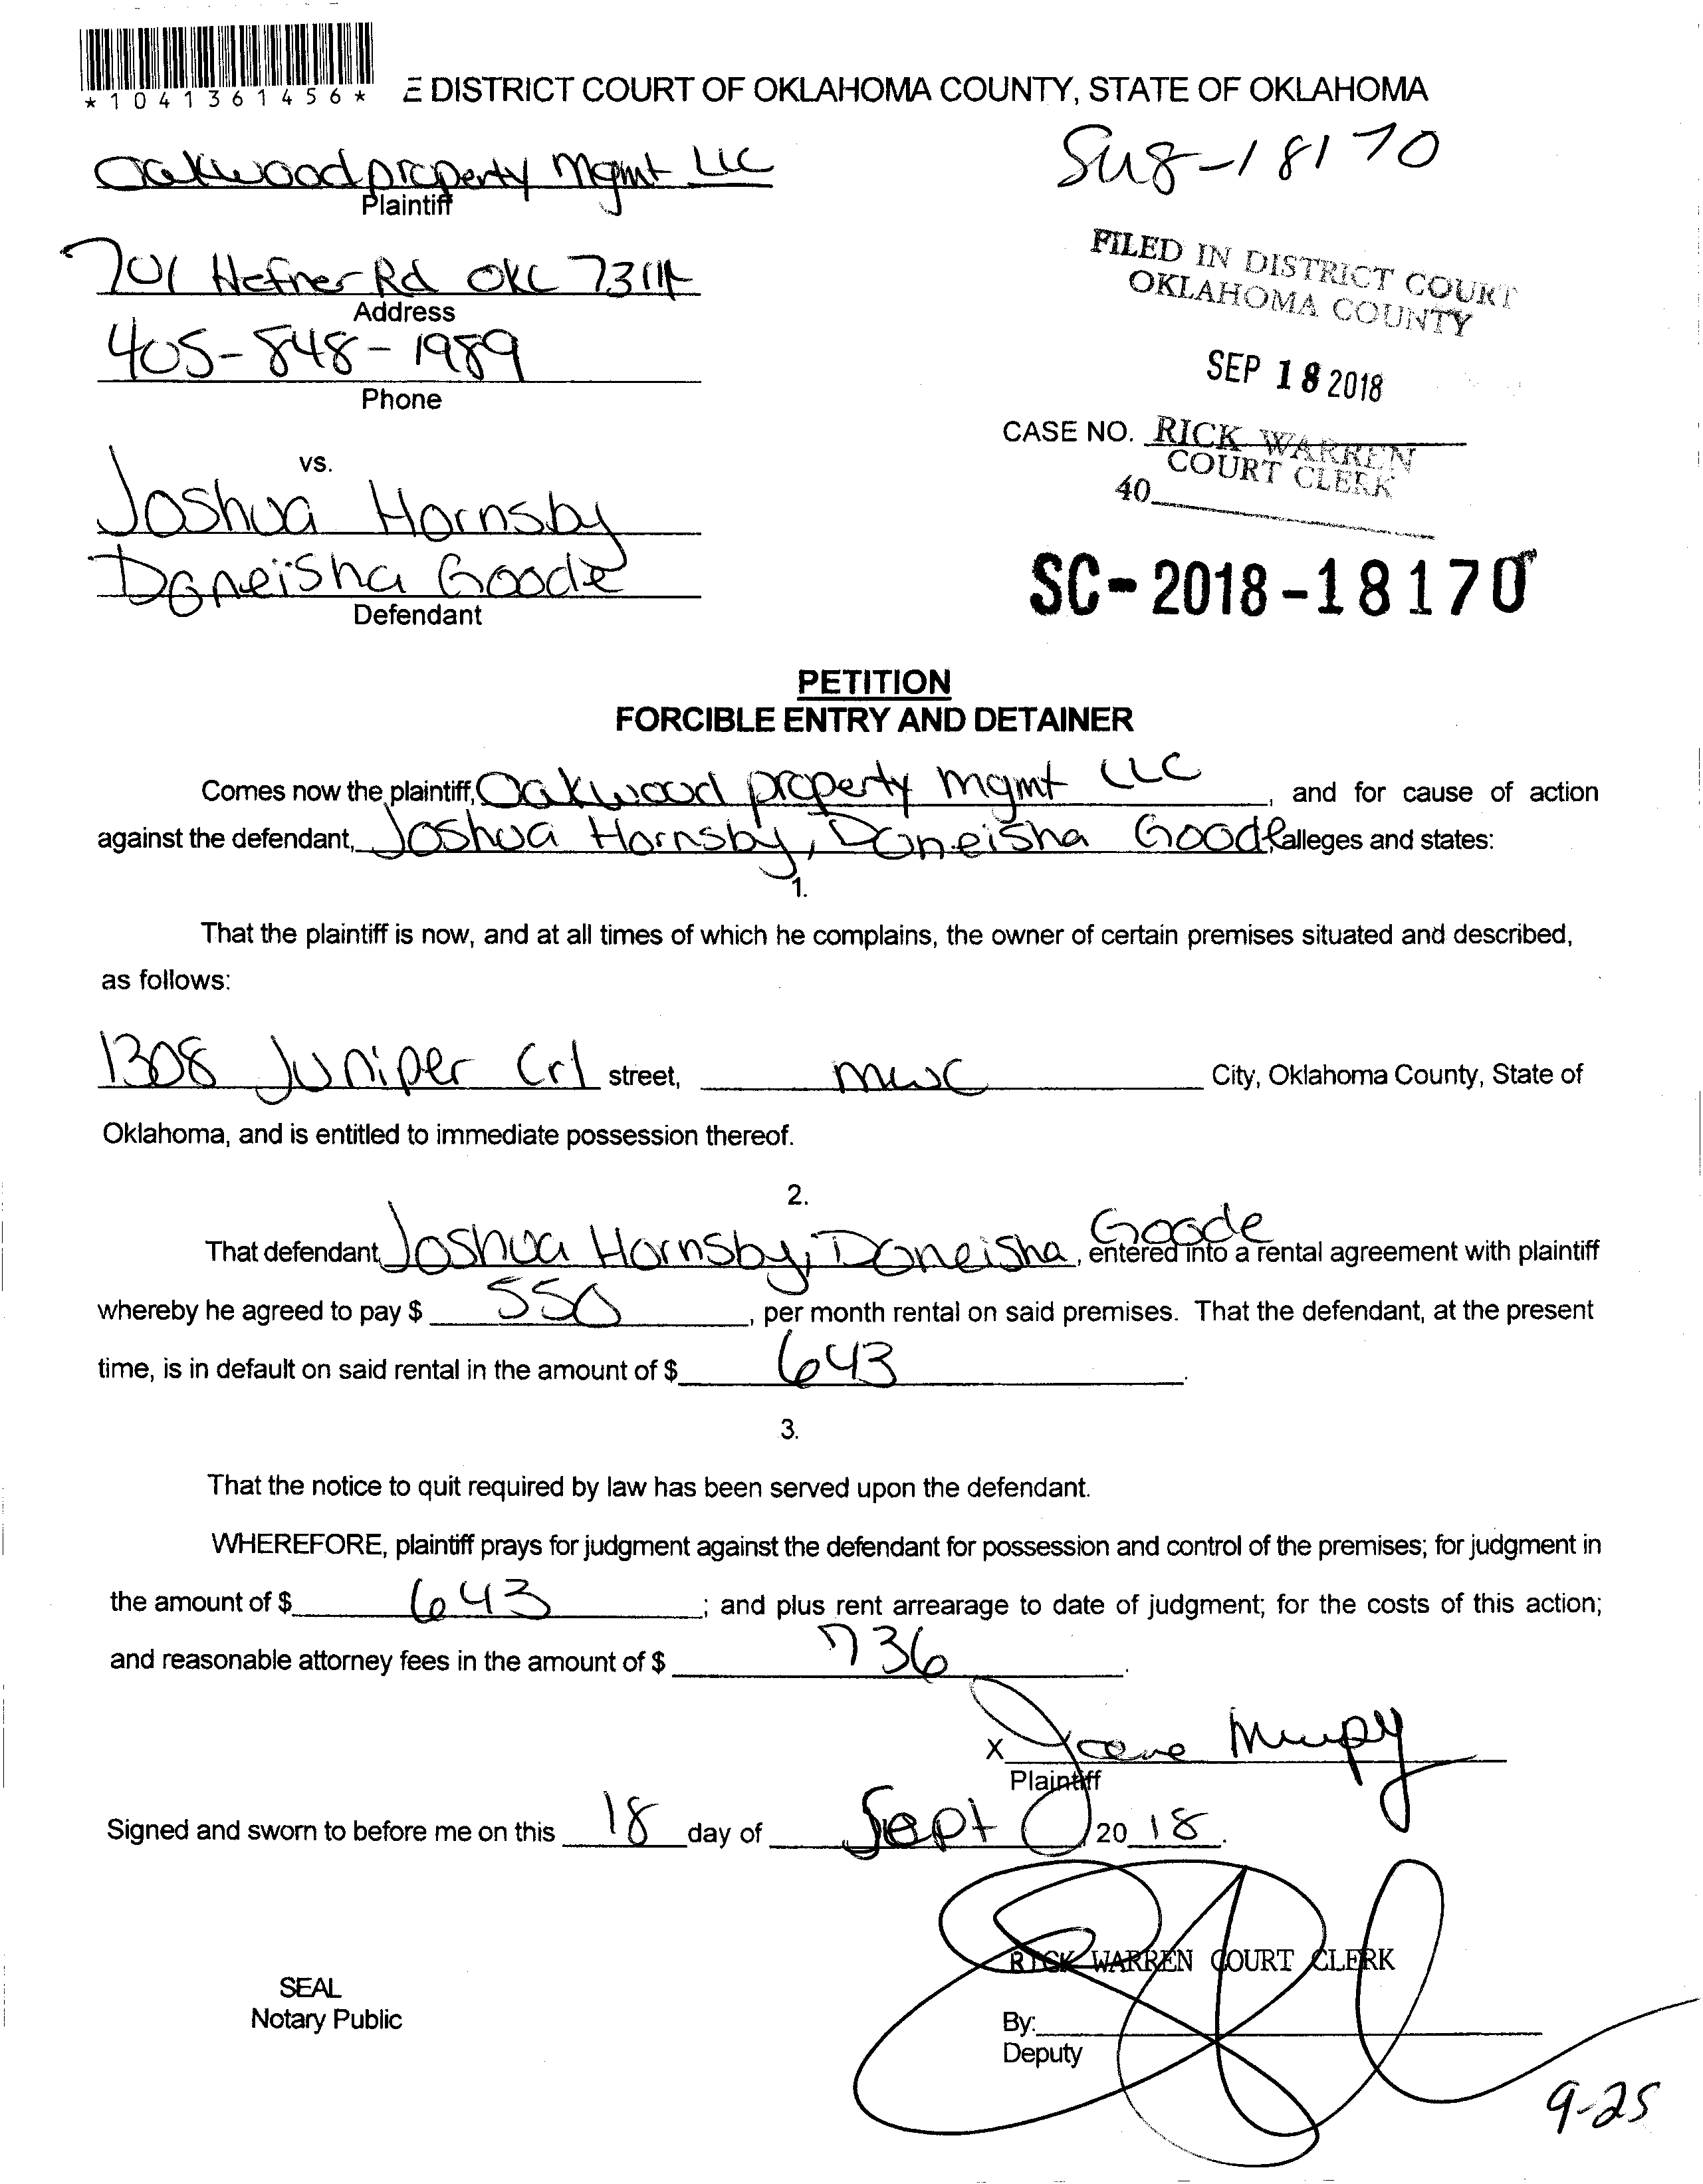 *1041361456*
E DISTRICT COURT OF OKLAHOMA COUNTY, STATE OF OKLAHOMA
Oakwood property Mgmt LLC
Plaintiff
701 Hefner Rd OKC 73114
Address
405-848-1989
Phone
vs.
Joshua Hornsby
Doneisha Goode
Defendant
18170
FILED IN DISTRICT COURT
OKLAHOMA COUNTY
SEP 18 2018
CASE NO.
RICK WARREN
COURT CLERK
40
SC-2018-18170
PETITION
FORCIBLE ENTRY AND DETAINER
Comes now the plaintiff, Oakwood property mgmt LLC, and for cause of action
against the defendant, Joshua Hornsby, Doneisha Goode alleges and states:
1.
That the plaintiff is now, and at all times of which he complains, the owner of certain premises situated and described,
as follows:
1308 Juniper Crl street, mwc City, Oklahoma County, State of
Oklahoma, and is entitled to immediate possession thereof.
2.
That defendant, Joshua Hornsby, Doneisha Goode, entered into a rental agreement with plaintiff
whereby he agreed to pay $ 550, per month rental on said premises. That the defendant, at the present
time, is in default on said rental in the amount of $ 643.
3.
That the notice to quit required by law has been served upon the defendant.
WHEREFORE, plaintiff prays for judgment against the defendant for possession and control of the premises; for judgment in
the amount of $ 643; and plus rent arrearage to date of judgment; for the costs of this action;
and reasonable attorney fees in the amount of $ 736.
X
Plaintiff
Signed and sworn to before me on this 18 day of Sept, 2018.
RICK WARREN COURT CLERK
SEAL
Notary Public
By:
Deputy
9-25